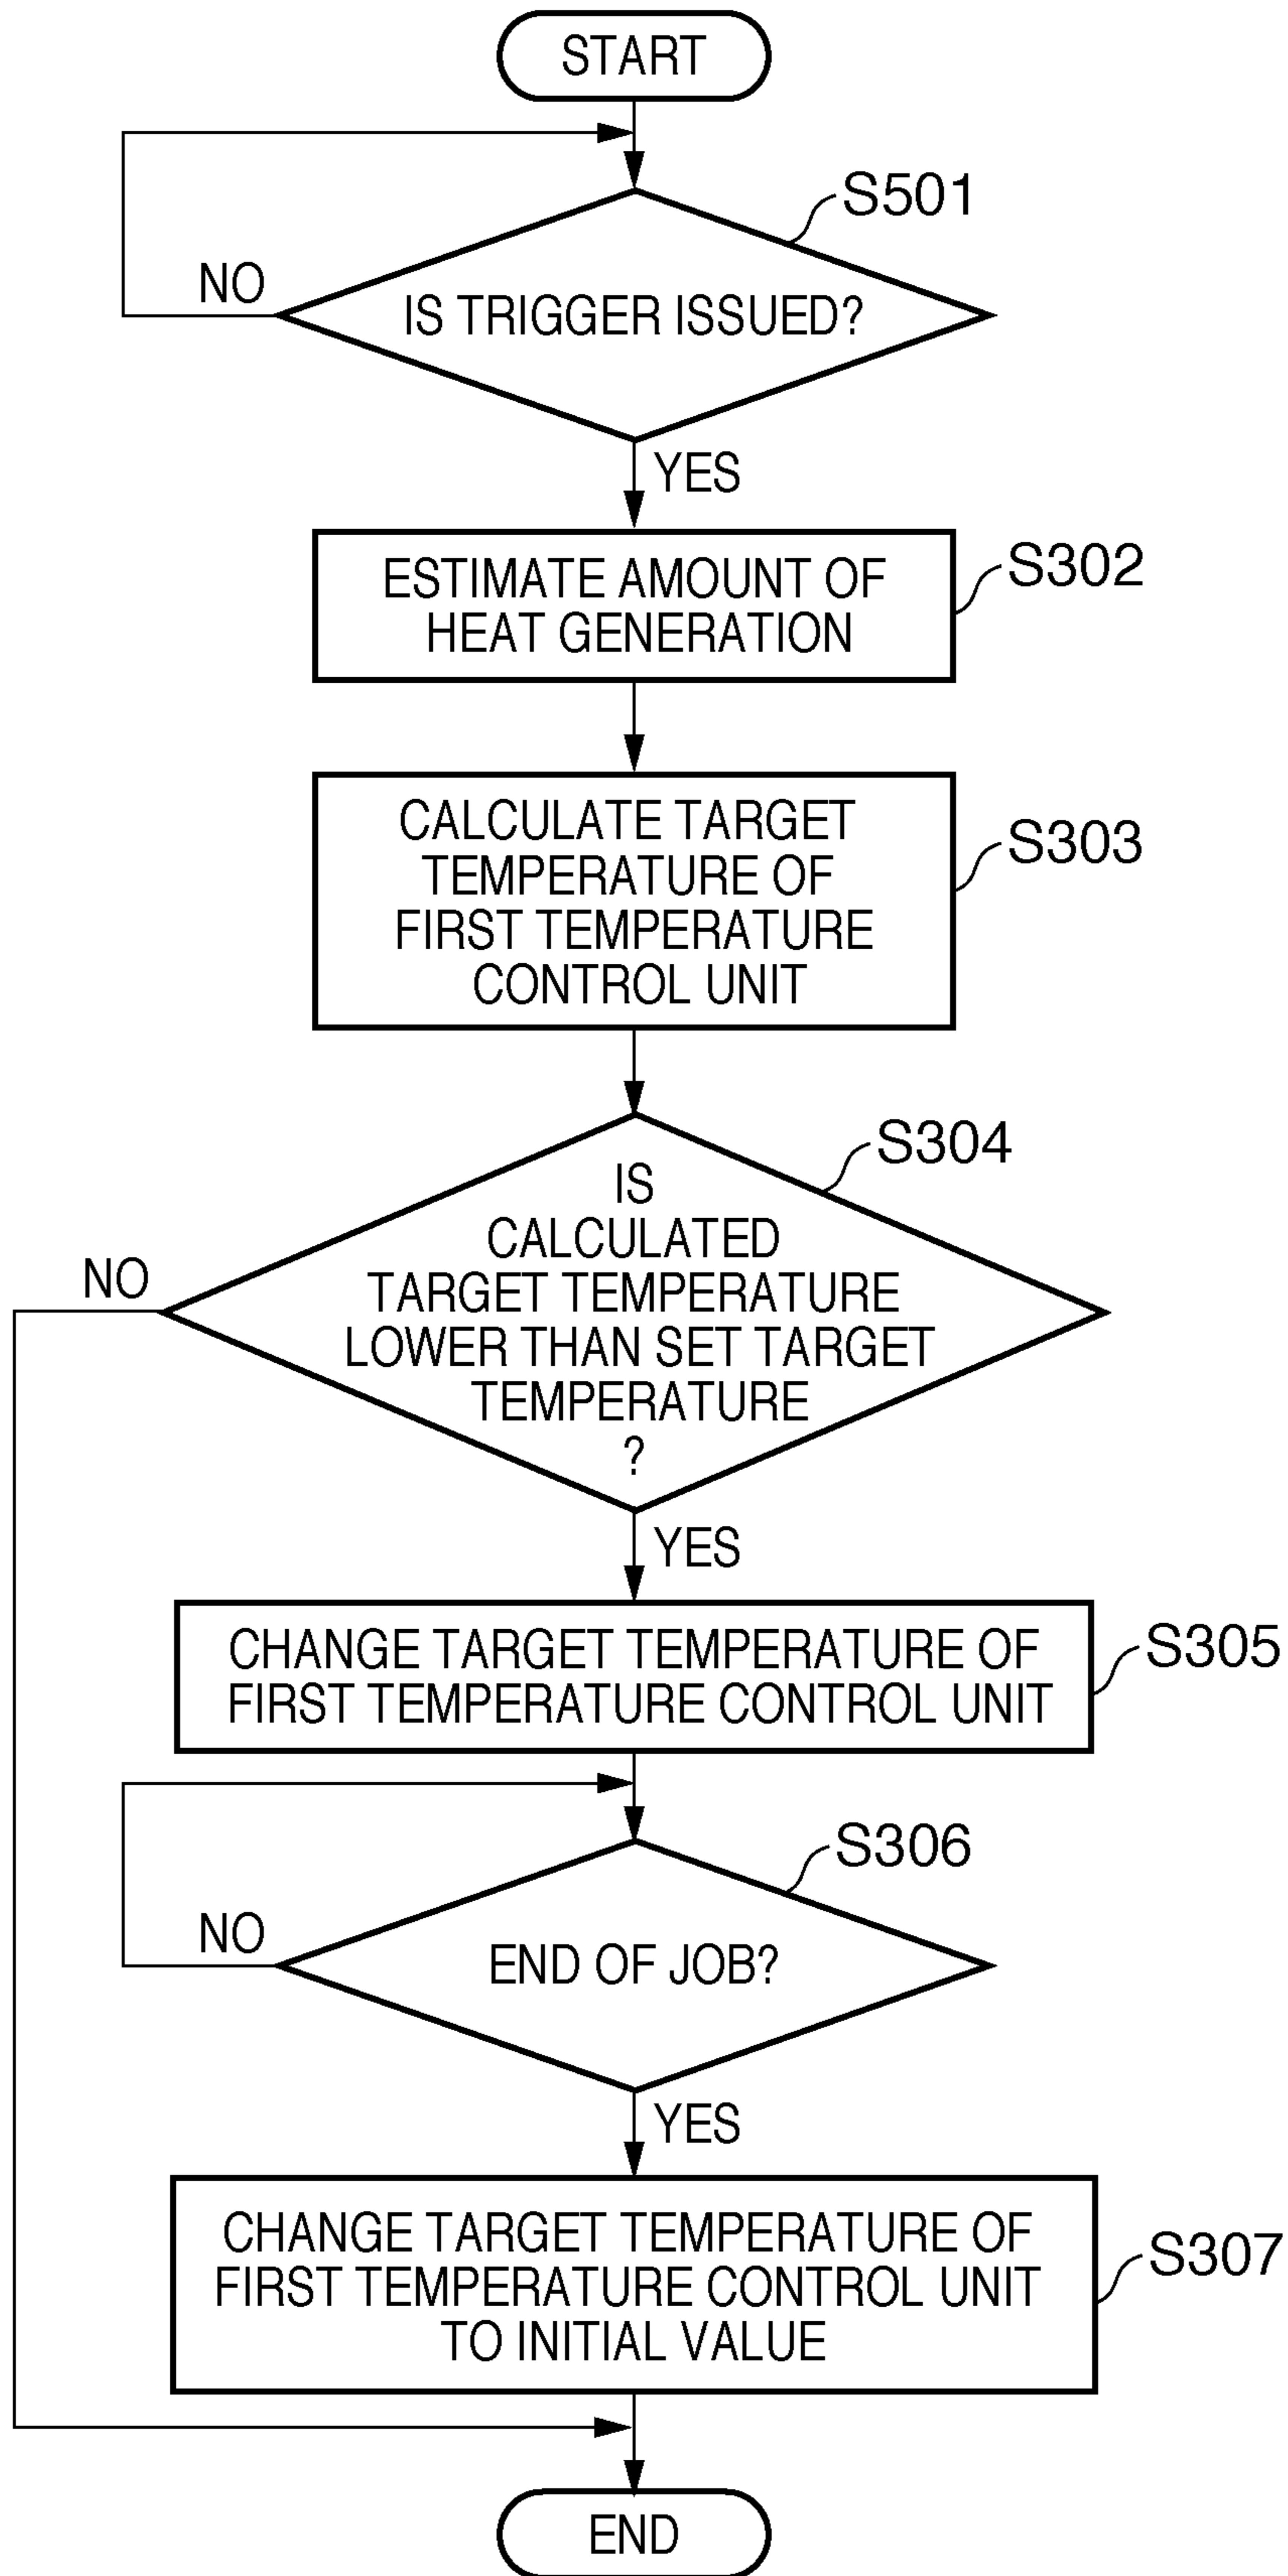 START
S501
NO
IS TRIGGER ISSUED?
YES
ESTIMATE AMOUNT OF
HEAT GENERATION
S302
CALCULATE TARGET
TEMPERATURE OF
FIRST TEMPERATURE
CONTROL UNIT
S303
S304
IS
CALCULATED
TARGET TEMPERATURE
LOWER THAN SET TARGET
TEMPERATURE
?
NO
YES
CHANGE TARGET TEMPERATURE OF
FIRST TEMPERATURE CONTROL UNIT
S305
S306
NO
END OF JOB?
YES
CHANGE TARGET TEMPERATURE OF
FIRST TEMPERATURE CONTROL UNIT
TO INITIAL VALUE
S307
END